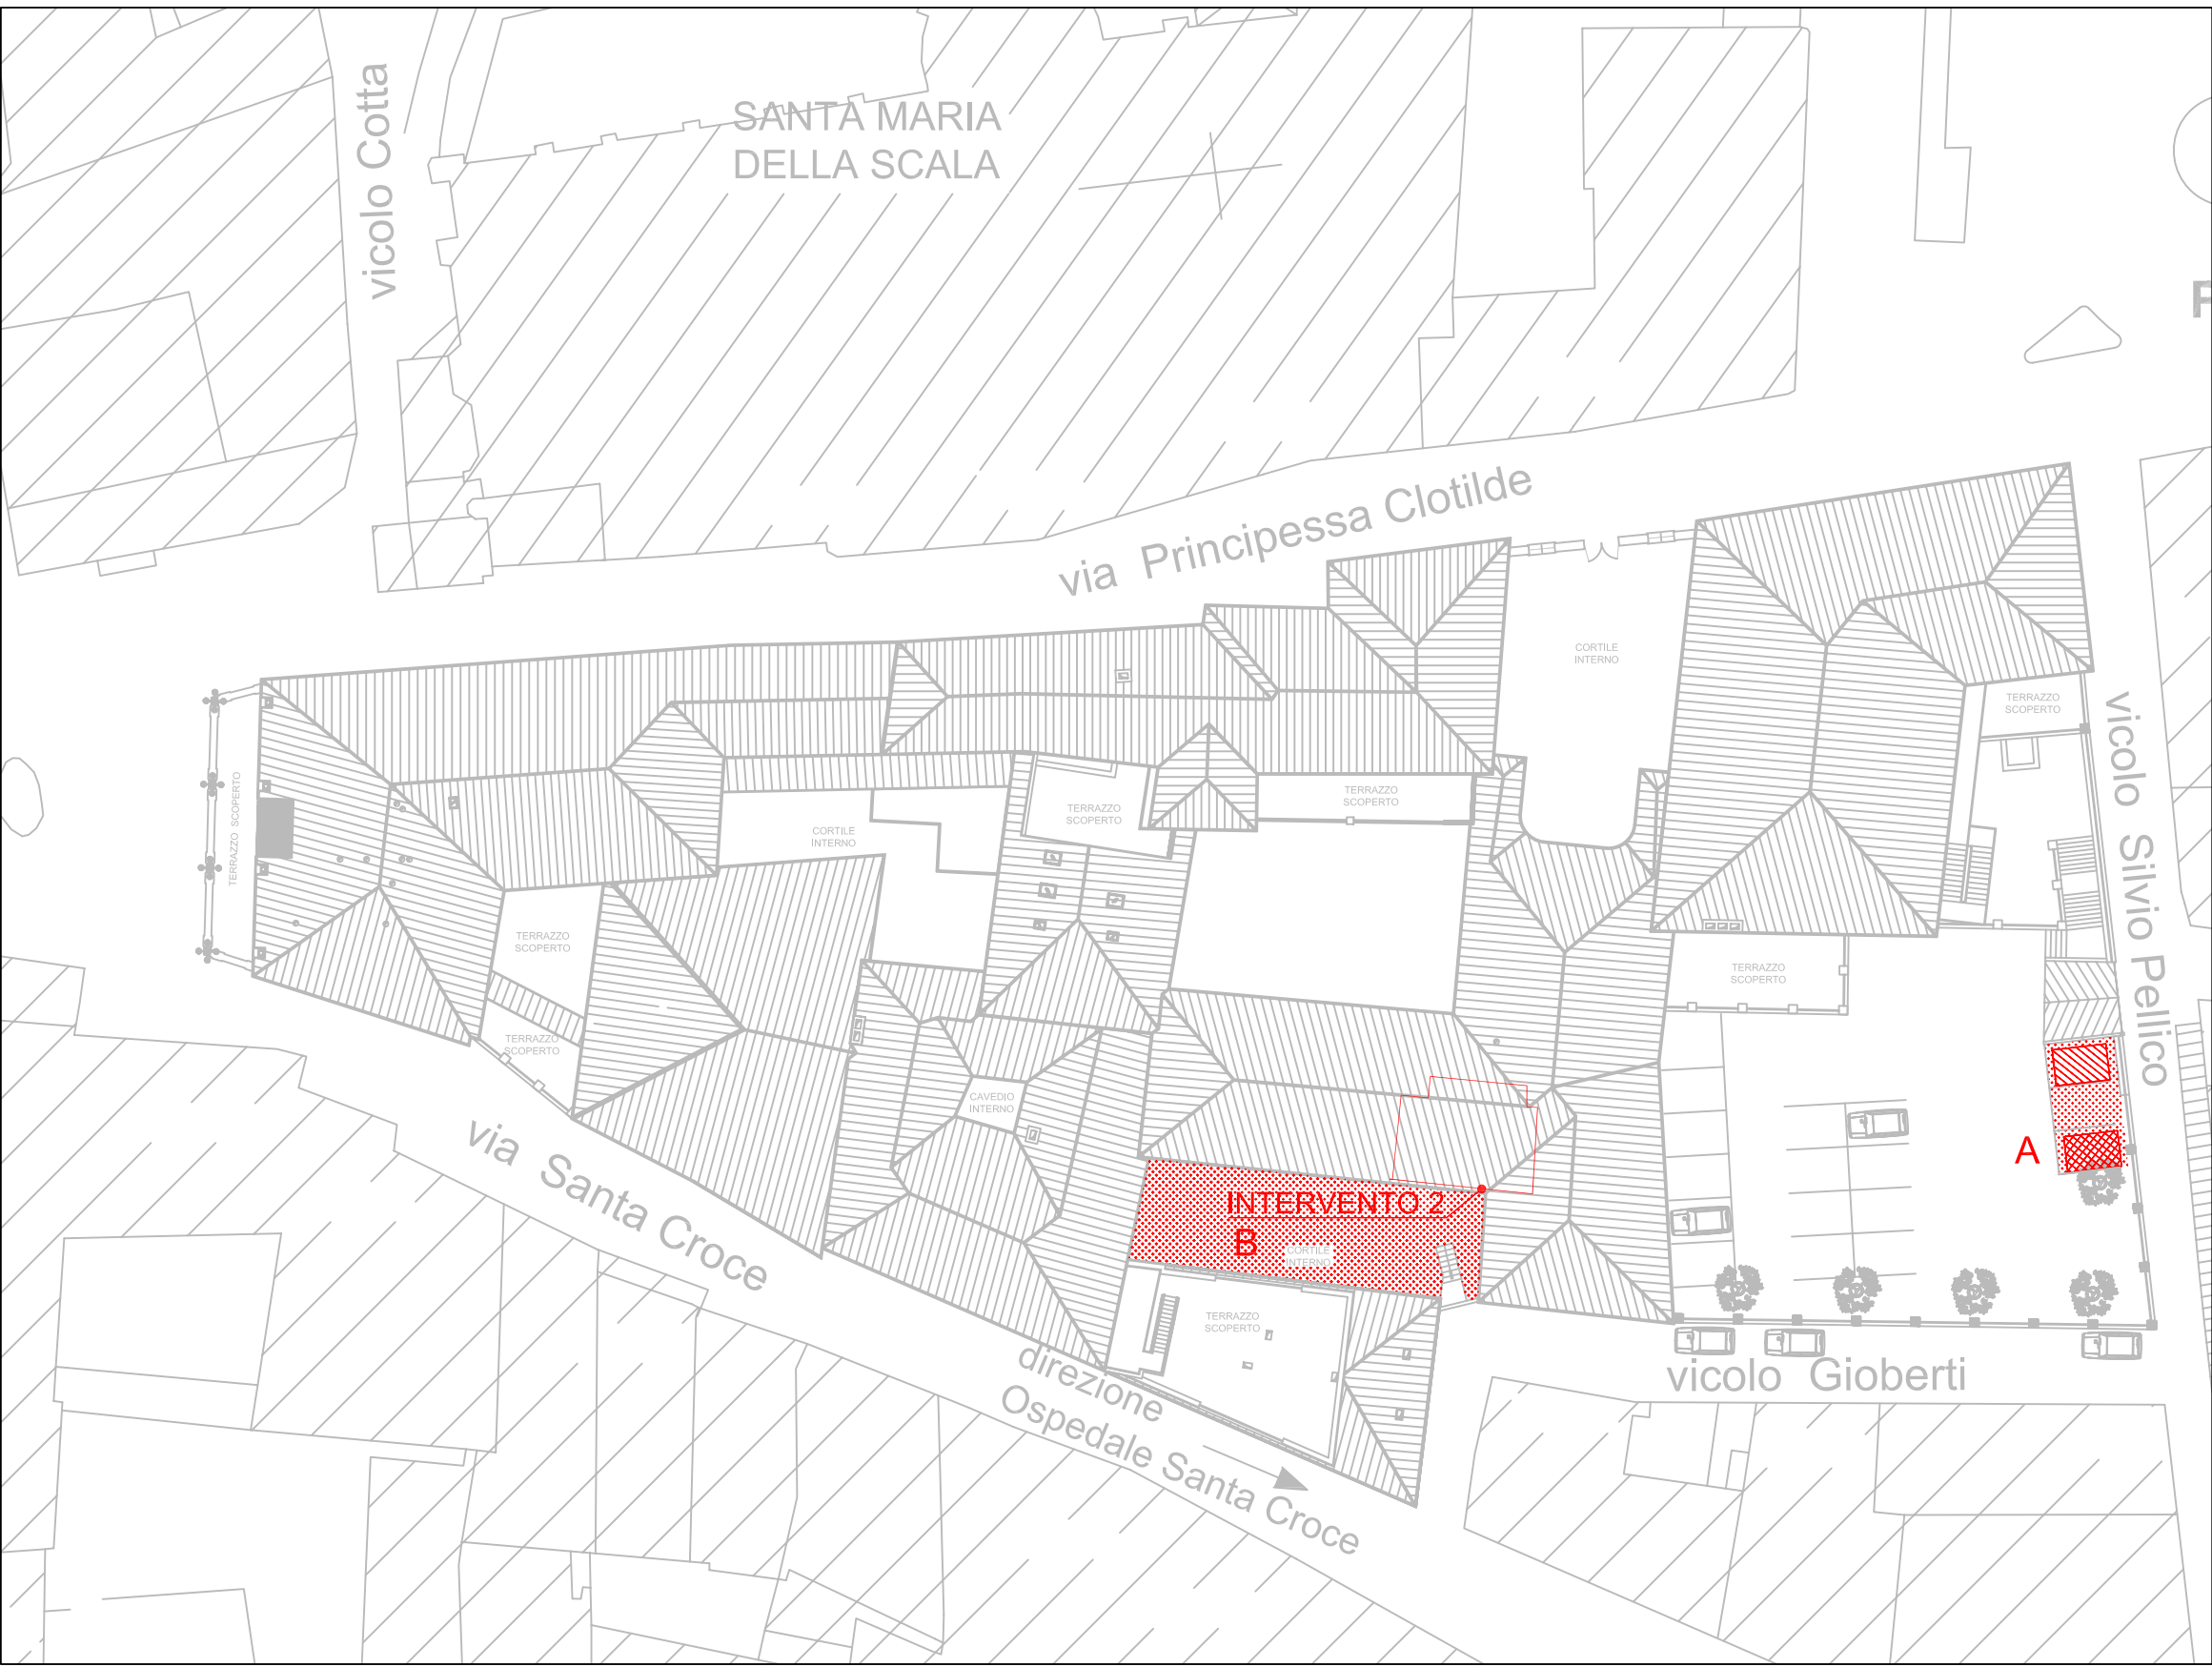 vicolo Cotta
SANTA MARIA
DELLA SCALA
P
via Principessa Clotilde
CORTILE
INTERNO
TERRAZZO
SCOPERTO
vicolo Silvio Pellico
TERRAZZO SCOPERTO
TERRAZZO
SCOPERTO
TERRAZZO
SCOPERTO
CORTILE
INTERNO
TERRAZZO
SCOPERTO
TERRAZZO
SCOPERTO
TERRAZZO
SCOPERTO
CAVEDIO
INTERNO
A
via Santa Croce
INTERVENTO 2
B
CORTILE
INTERNO
TERRAZZO
SCOPERTO
direzione
Ospedale Santa Croce
vicolo Gioberti